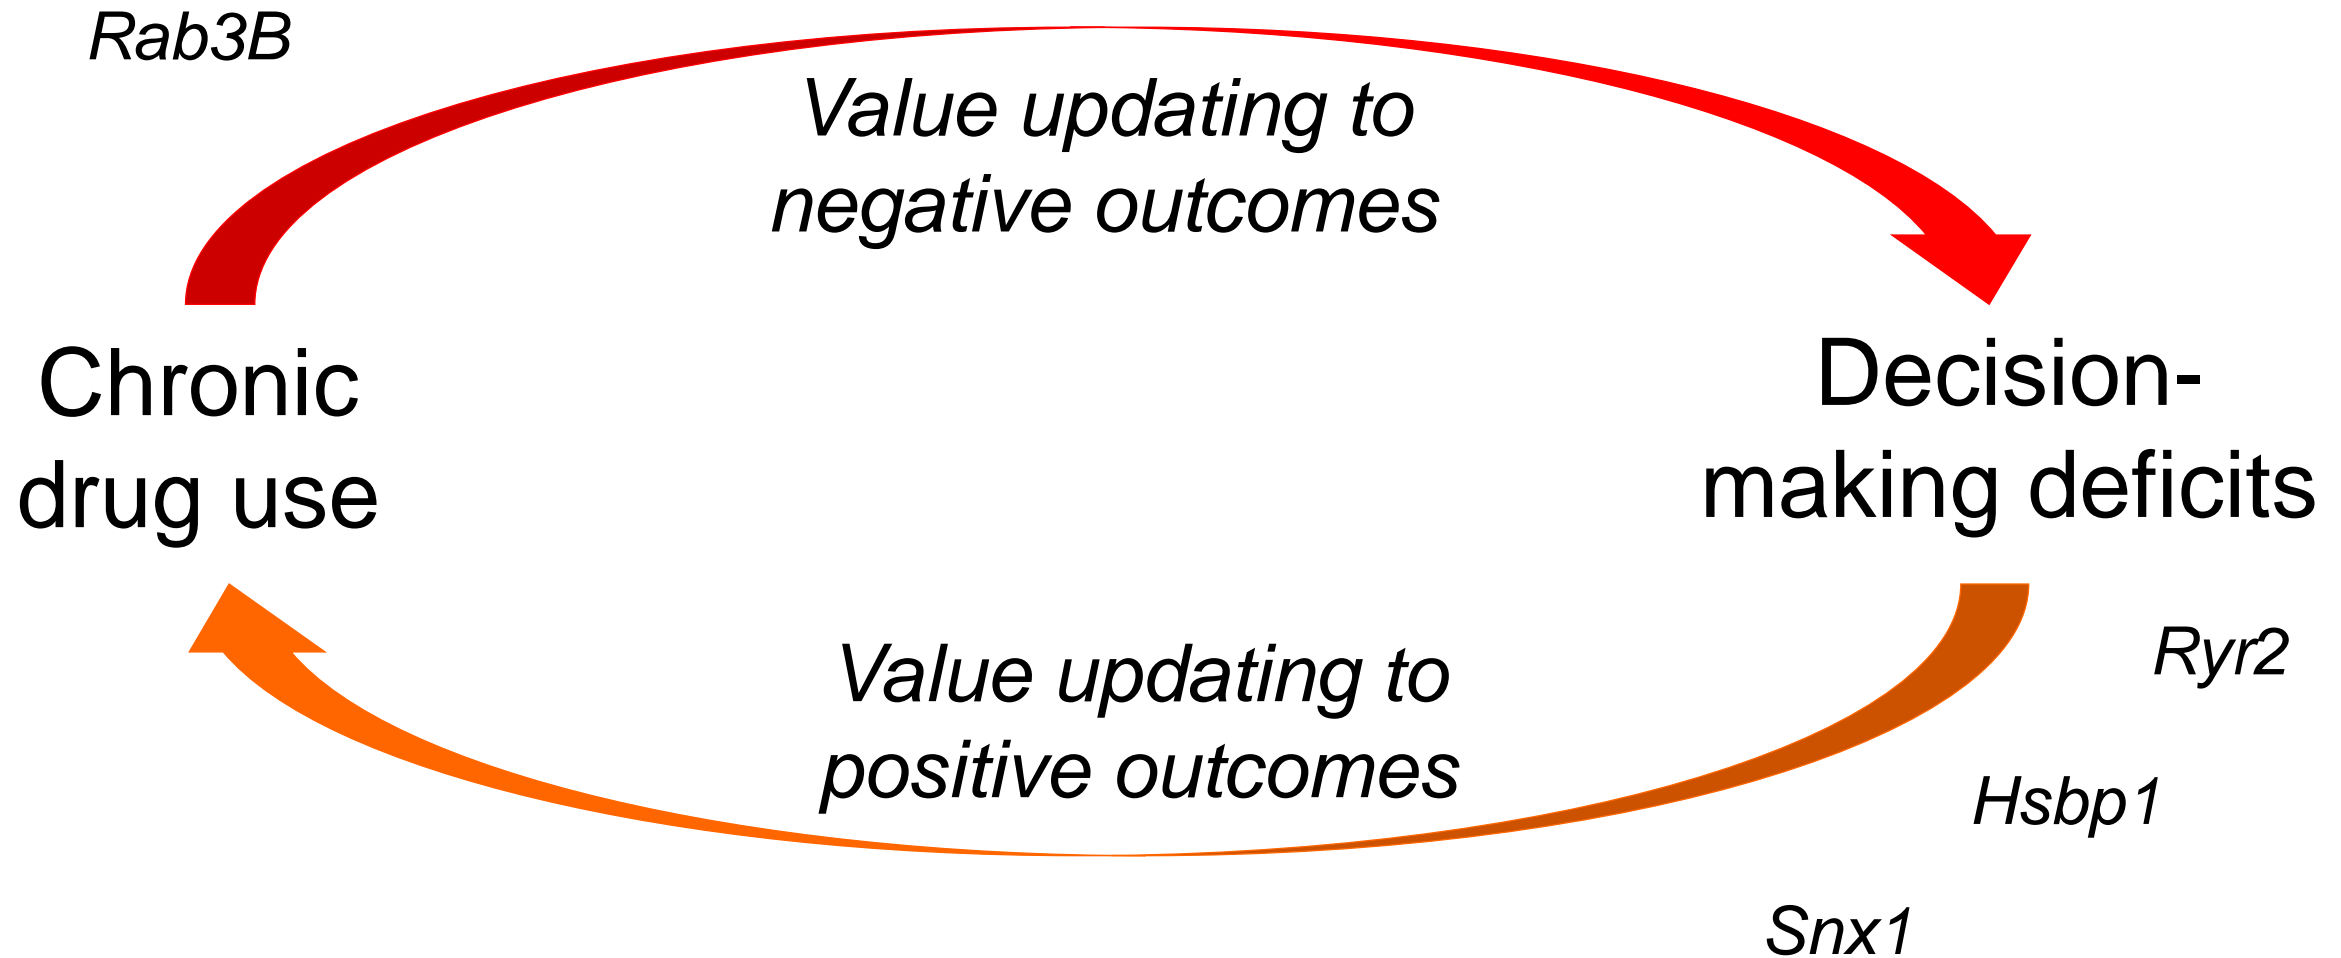 Rab3B
Value updating to
negative outcomes
Chronic
drug use
Decision-
making deficits
Value updating to
positive outcomes
Ryr2
Hsbp1
Snx1